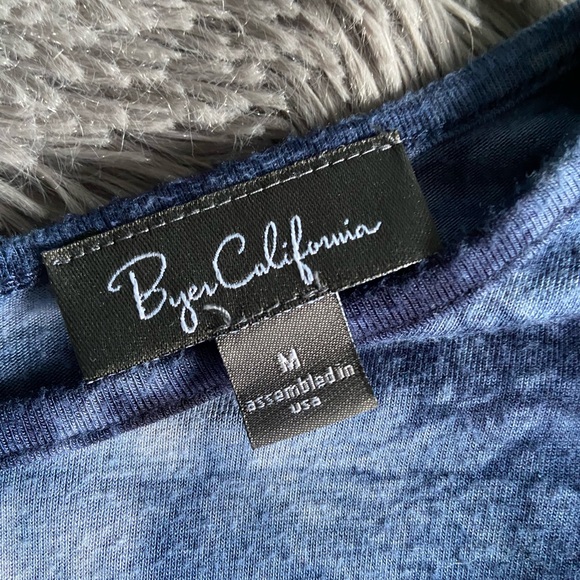 Byer California
M
assembled in
usa